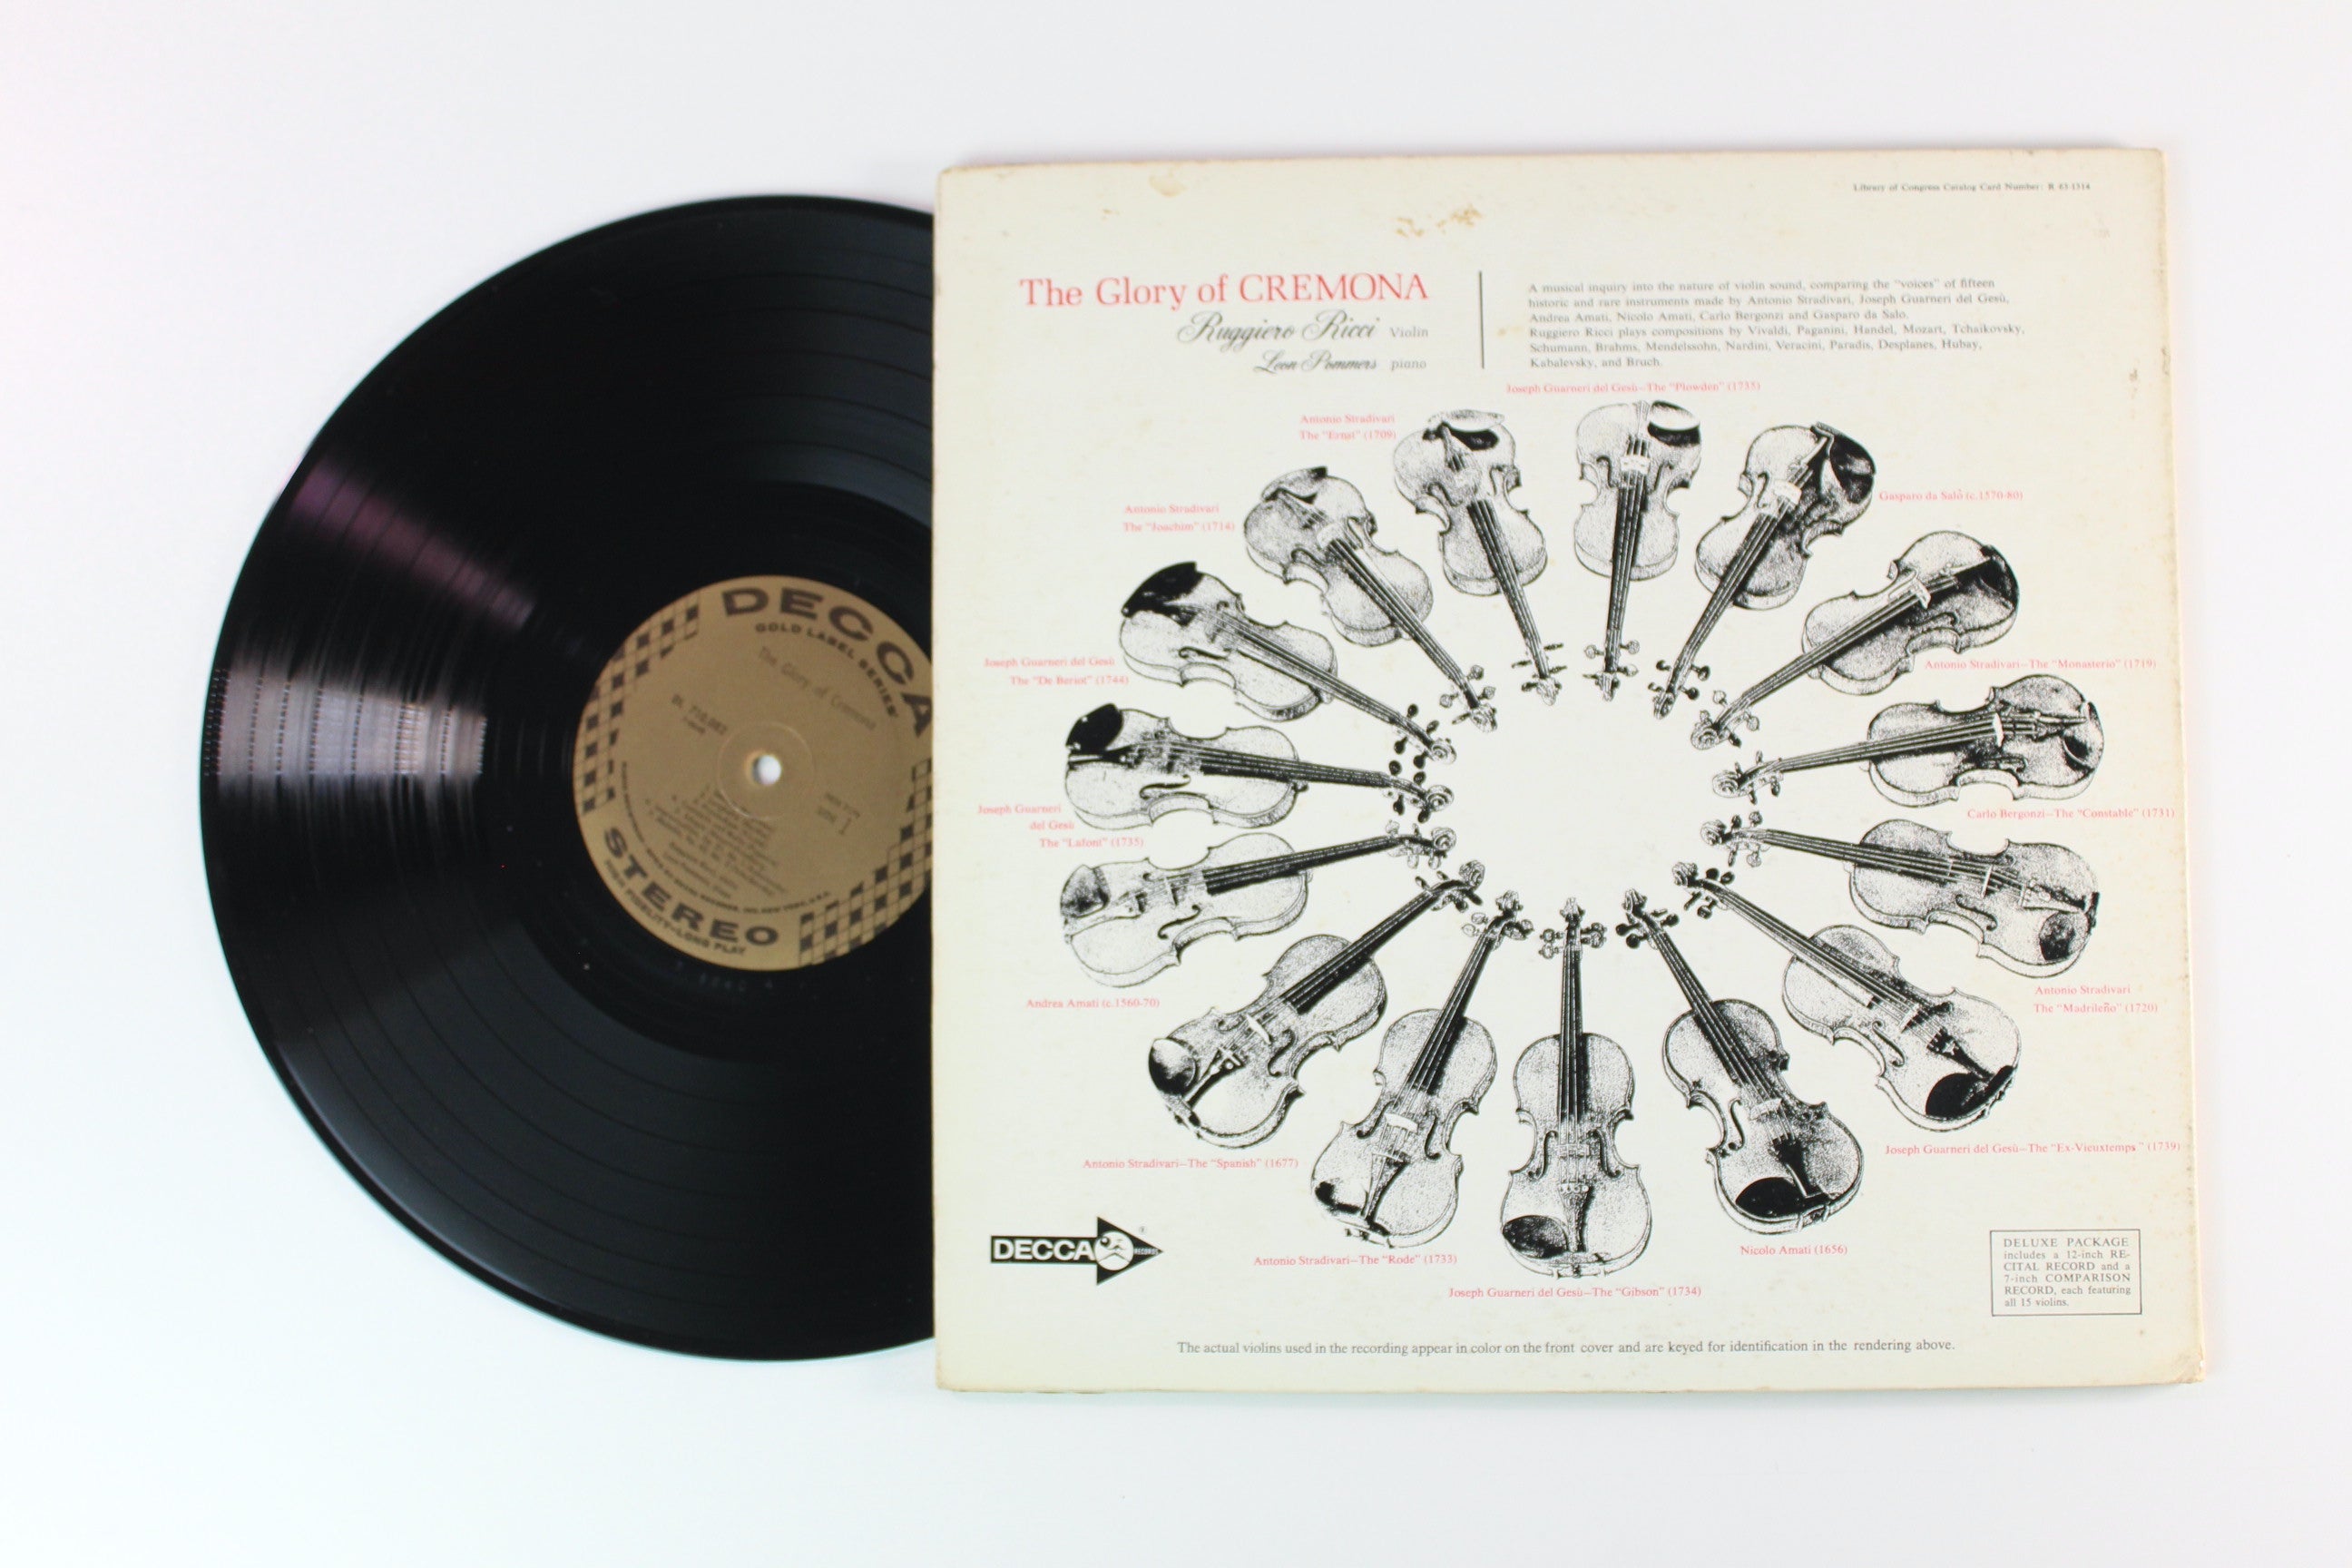 Library of Congress Catalog Card Number: R 63-1314
The Glory of CREMONA
Ruggiero Ricci Violin
Leon Pommers piano
A musical inquiry into the nature of violin sound, comparing the "voices" of fifteen
historic and rare instruments made by Antonio Stradivari, Joseph Guarneri del Gesù,
Andrea Amati, Nicolo Amati, Carlo Bergonzi and Gasparo da Salo.
Ruggiero Ricci plays compositions by Vivaldi, Paganini, Handel, Mozart, Tchaikovsky,
Schumann, Brahms, Mendelssohn, Nardini, Veracini, Paradis, Desplanes, Hubay,
Kabalevsky, and Bruch.
Joseph Guarneri del Gesù—The "Plowden" (1735)
Antonio Stradivari
The "Ernst" (1709)
Gasparo da Salò (c.1570-80)
Antonio Stradivari
The "Joachim" (1714)
Joseph Guarneri del Gesù
The "De Beriot" (1744)
Antonio Stradivari—The "Monasterio" (1719)
Joseph Guarneri
del Gesù
The "Lafont" (1735)
Carlo Bergonzi—The "Constable" (1731)
Andrea Amati (c.1560-70)
Antonio Stradivari
The "Madrileño" (1720)
Antonio Stradivari—The "Spanish" (1677)
Joseph Guarneri del Gesù—The "Ex-Vieuxtemps" (1739)
Antonio Stradivari—The "Rode" (1733)
Nicolo Amati (1656)
Joseph Guarneri del Gesù—The "Gibson" (1734)
DECCA RECORDS
DELUXE PACKAGE
includes a 12-inch RE-
CITAL RECORD and a
7-inch COMPARISON
RECORD, each featuring
all 15 violins.
The actual violins used in the recording appear in color on the front cover and are keyed for identification in the rendering above.
DECCA
GOLD LABEL SERIES
The Glory of Cremona
STEREO
HIGH FIDELITY-LONG PLAY